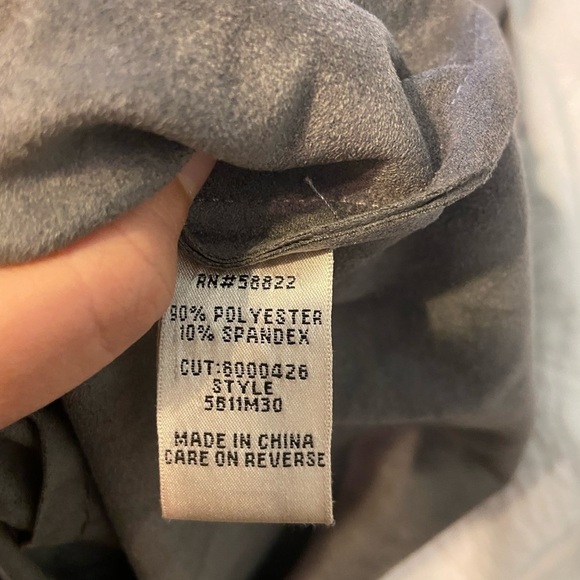 RN#58822
90% POLYESTER
10% SPANDEX
CUT:6000426
STYLE
5B11M30
MADE IN CHINA
CARE ON REVERSE